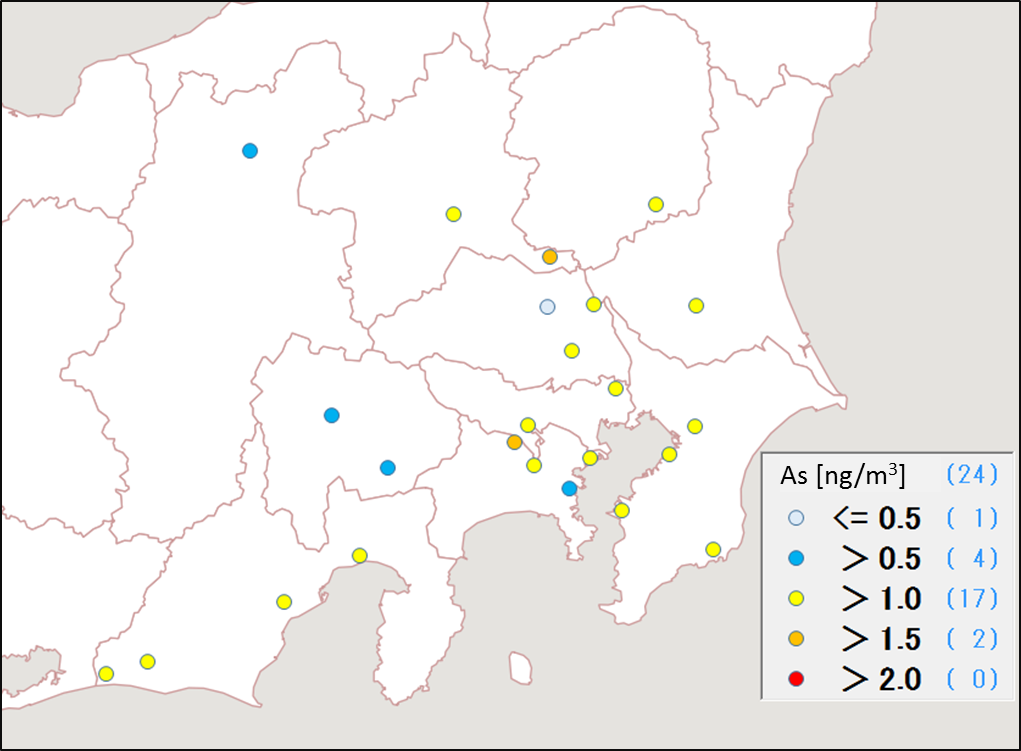 As [ng/m³] (24)
<= 0.5 ( 1)
> 0.5 ( 4)
> 1.0 (17)
> 1.5 ( 2)
> 2.0 ( 0)